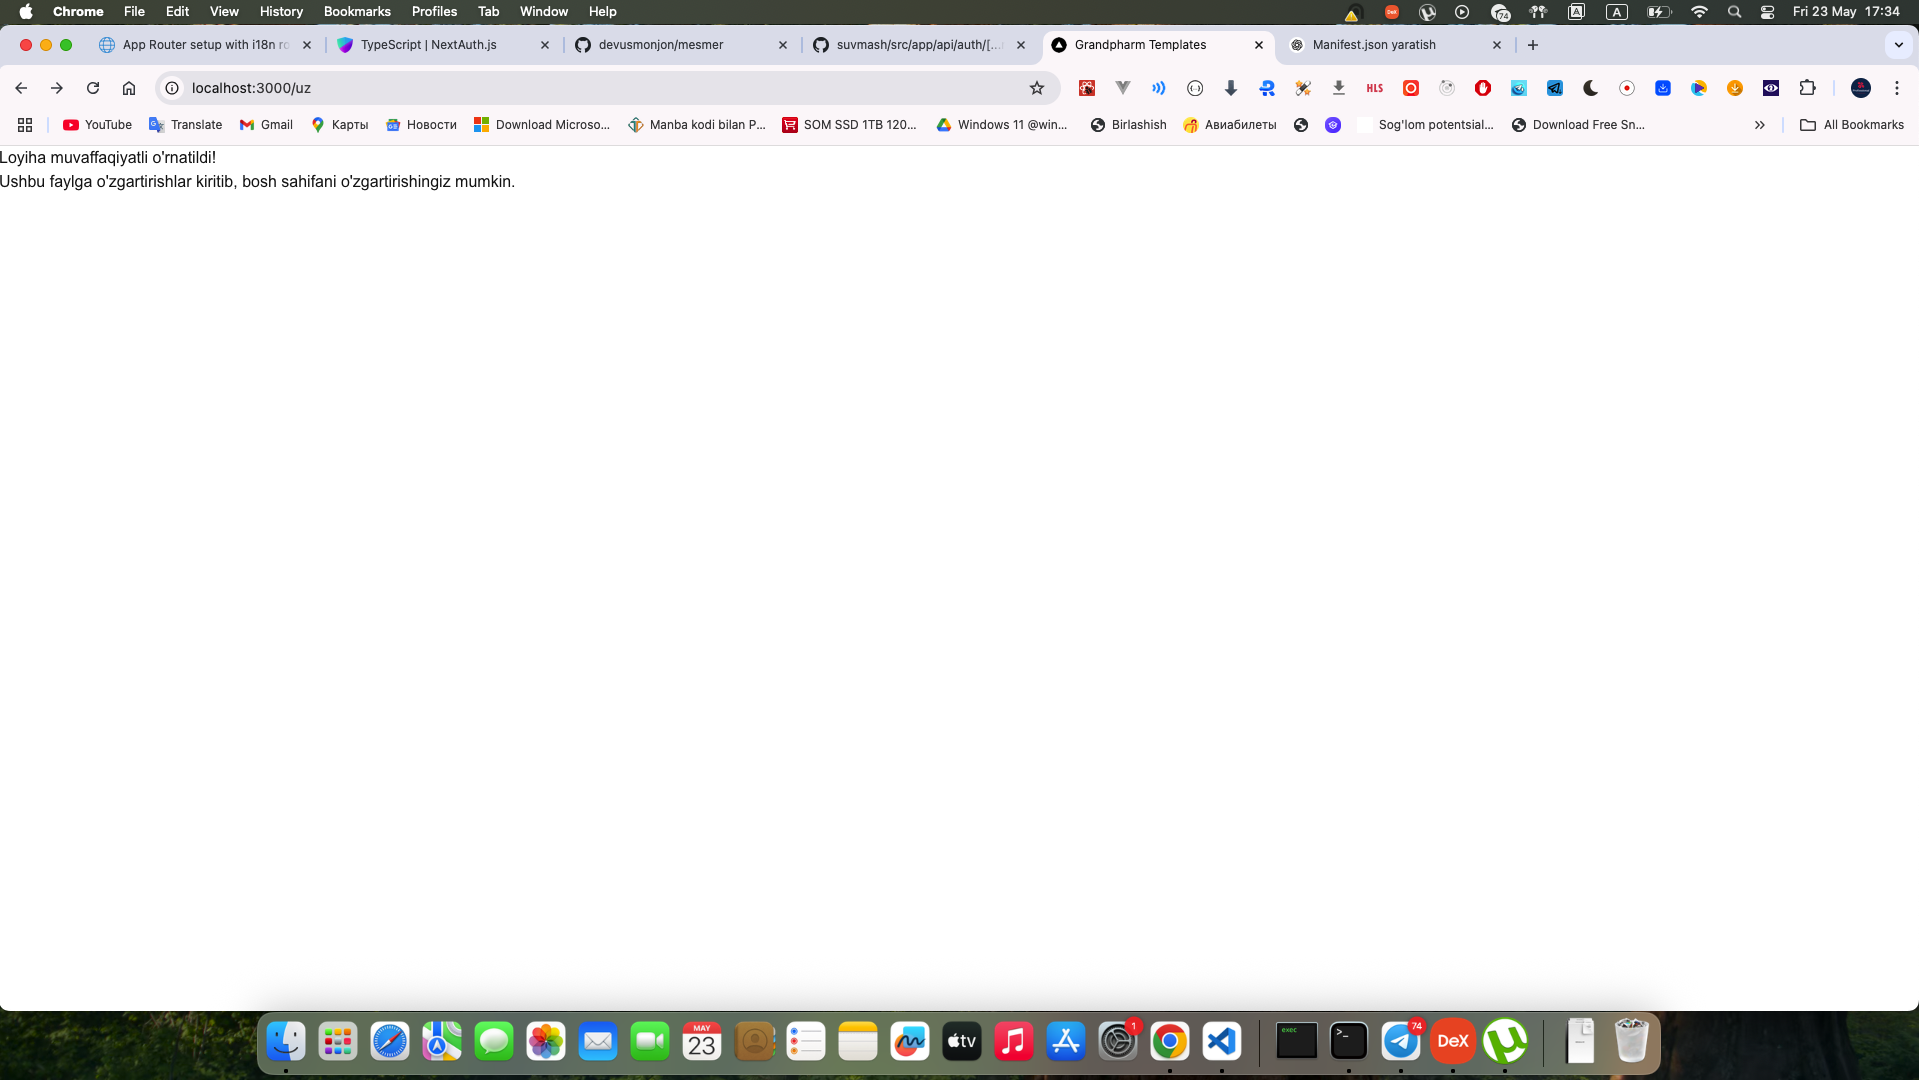 Chrome File Edit View History Bookmarks Profiles Tab Window Help 74 A Fri 23 May 17:34
App Router setup with i18n ro
TypeScript | NextAuth.js
devusmonjon/mesmer
suvmash/src/app/api/auth/[...
Grandpharm Templates
Manifest.json yaratish
localhost:3000/uz
HLS
YouTube
Translate
Gmail
Карты
Новости
Download Microso...
Manba kodi bilan P...
SOM SSD 1TB 120...
Windows 11 @win...
Birlashish
Авиабилеты
Sog'lom potentsial...
Download Free Sn...
All Bookmarks
Loyiha muvaffaqiyatli o'rnatildi!
Ushbu faylga o'zgartirishlar kiritib, bosh sahifani o'zgartirishingiz mumkin.
MAY
23
tv
1
exec
74
DeX